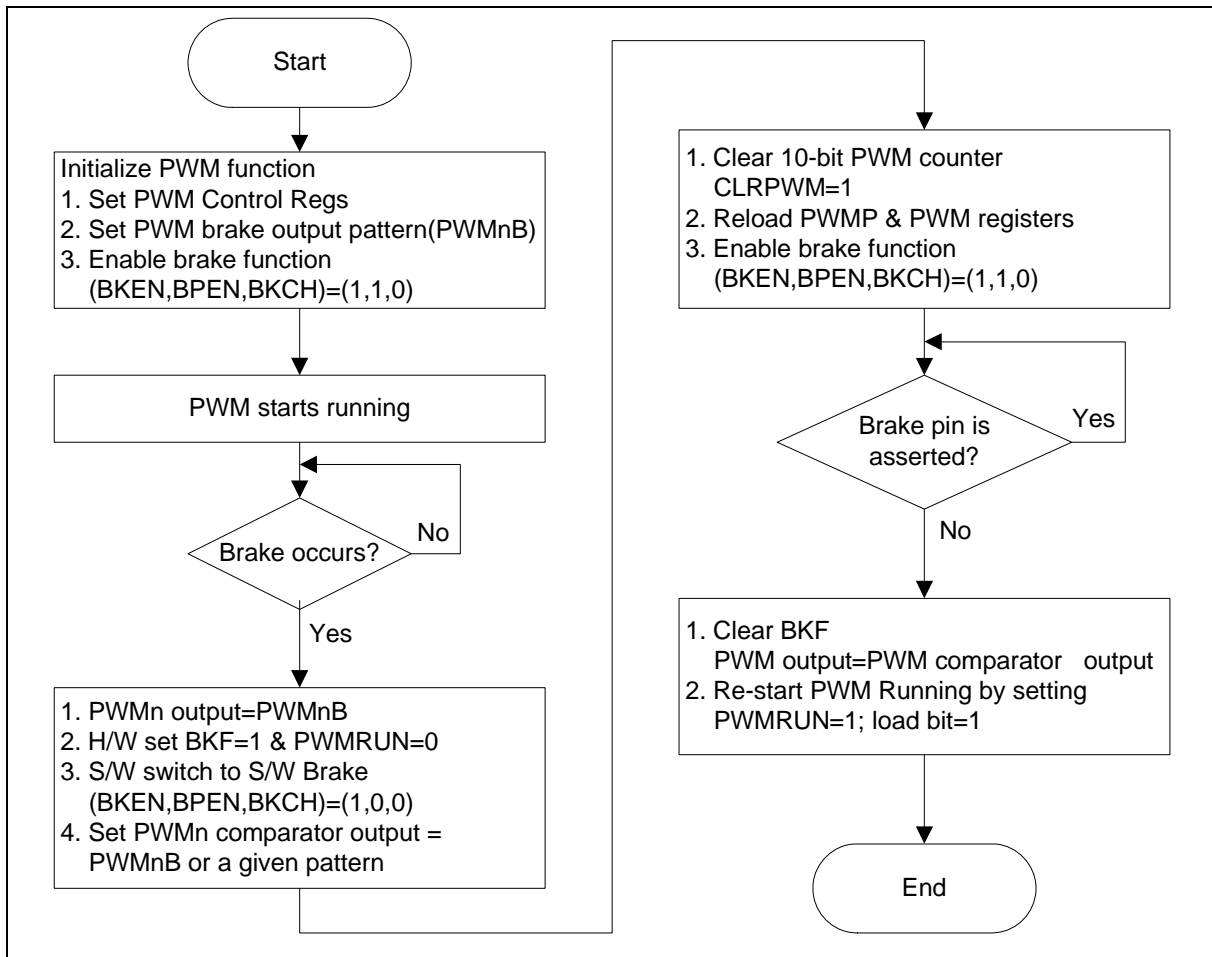 Start
Initialize PWM function
1. Set PWM Control Regs
2. Set PWM brake output pattern(PWMnB)
3. Enable brake function
(BKEN,BPEN,BKCH)=(1,1,0)
PWM starts running
Brake occurs?
No
Yes
1. PWMn output=PWMnB
2. H/W set BKF=1 & PWMRUN=0
3. S/W switch to S/W Brake
(BKEN,BPEN,BKCH)=(1,0,0)
4. Set PWMn comparator output =
PWMnB or a given pattern
1. Clear 10-bit PWM counter
CLRPWM=1
2. Reload PWMP & PWM registers
3. Enable brake function
(BKEN,BPEN,BKCH)=(1,1,0)
Brake pin is
asserted?
Yes
No
1. Clear BKF
PWM output=PWM comparator output
2. Re-start PWM Running by setting
PWMRUN=1; load bit=1
End